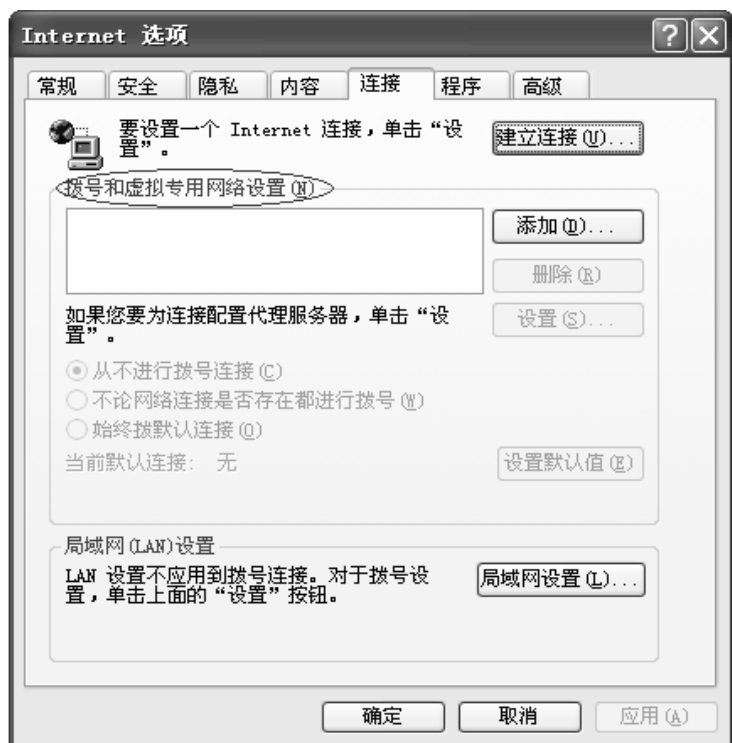 Internet 选项
常规 安全 隐私 内容 连接 程序 高级
要设置一个 Internet 连接，单击“设
置”。
建立连接(U)...
拨号和虚拟专用网络设置(N)
添加(D)...
删除(R)
如果您要为连接配置代理服务器，单击“设
置”。
设置(S)...
从不进行拨号连接(C)
不论网络连接是否存在都进行拨号(W)
始终拨默认连接(O)
当前默认连接： 无
设置默认值(E)
局域网(LAN)设置
LAN 设置不应用到拨号连接。对于拨号设
置，单击上面的“设置”按钮。
局域网设置(L)...
确定 取消 应用(A)